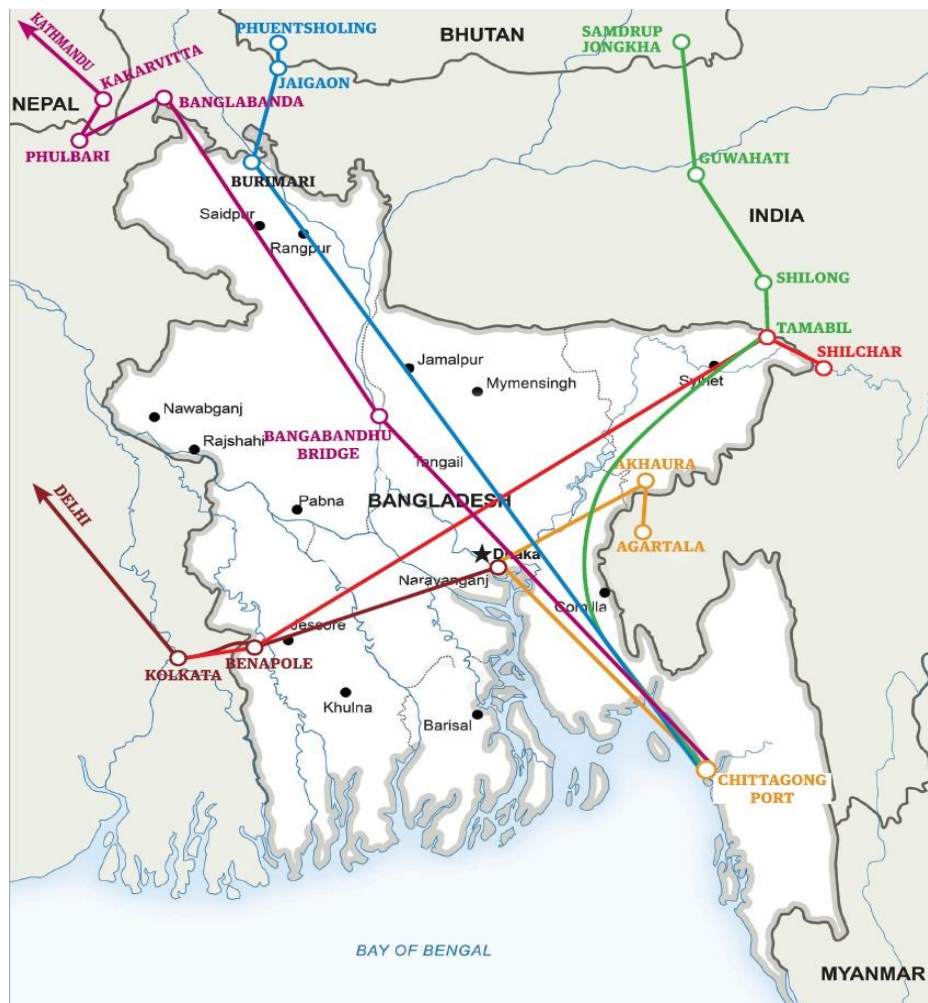 PHUENTSHOLING
BHUTAN
SAMDRUP
JONGKHA
KATHMANDU
KAKARVITTA
JAIGAON
NEPAL
BANGLABANDA
PHULBARI
GUWAHATI
BURIMARI
Saidpur
INDIA
Rangpur
SHILONG
TAMABIL
SHILCHAR
Jamalpur
Sylhet
Mymensingh
Nawabganj
BANGABANDHU
BRIDGE
Rajshahi
Tangail
AKHAURA
DELHI
Pabna
BANGLADESH
AGARTALA
Dhaka
Narayanganj
Comilla
Jessore
KOLKATA
BENAPOLE
Khulna
Barisal
CHITTAGONG
PORT
BAY OF BENGAL
MYANMAR